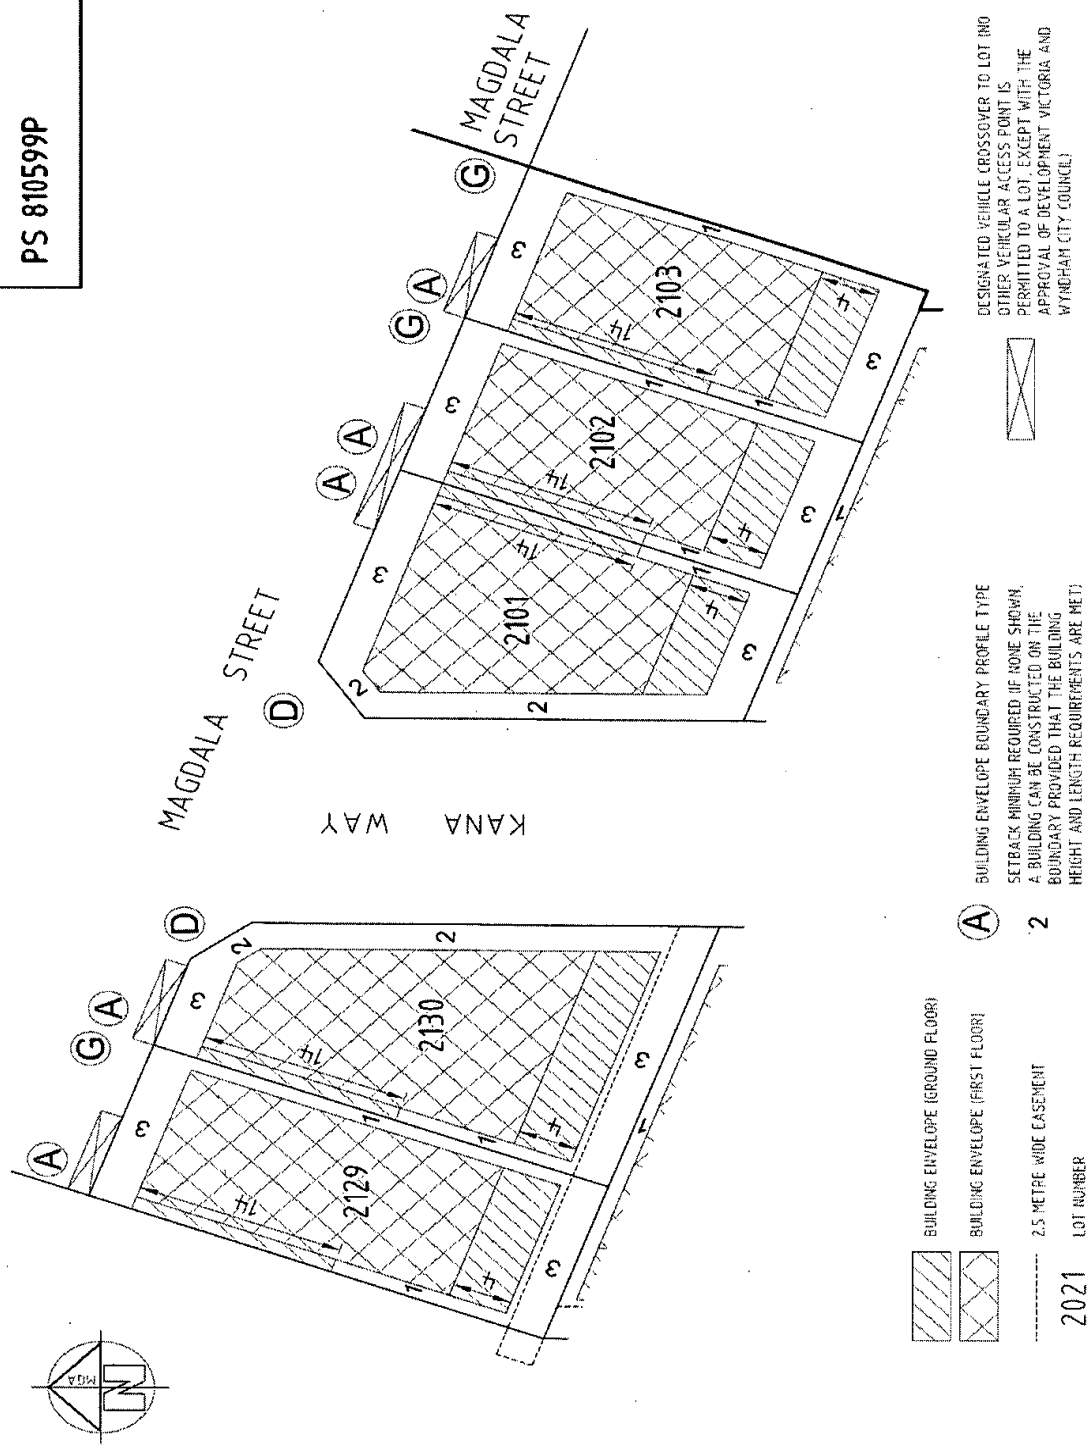 PS 810599P
MAGDALA
STREET
MAGDALA STREET
KANA WAY
MGA
N
A
G
A
D
D
A
A
G
A
G
3
14
2129
1
4
3
3
2
14
2130
2
1
1
4
3
1
3
2
2
14
2101
1
4
3
3
14
2102
1
1
4
3
1
3
14
2103
1
1
1
4
3
BUILDING ENVELOPE (GROUND FLOOR)
BUILDING ENVELOPE (FIRST FLOOR)
2.5 METRE WIDE EASEMENT
2021 LOT NUMBER
A BUILDING ENVELOPE BOUNDARY PROFILE TYPE
2 SETBACK MINIMUM REQUIRED (IF NONE SHOWN,
A BUILDING CAN BE CONSTRUCTED ON THE
BOUNDARY PROVIDED THAT THE BUILDING
HEIGHT AND LENGTH REQUIREMENTS ARE MET)
DESIGNATED VEHICLE CROSSOVER TO LOT (NO
OTHER VEHICULAR ACCESS POINT IS
PERMITTED TO A LOT, EXCEPT WITH THE
APPROVAL OF DEVELOPMENT VICTORIA AND
WYNDHAM CITY COUNCIL)